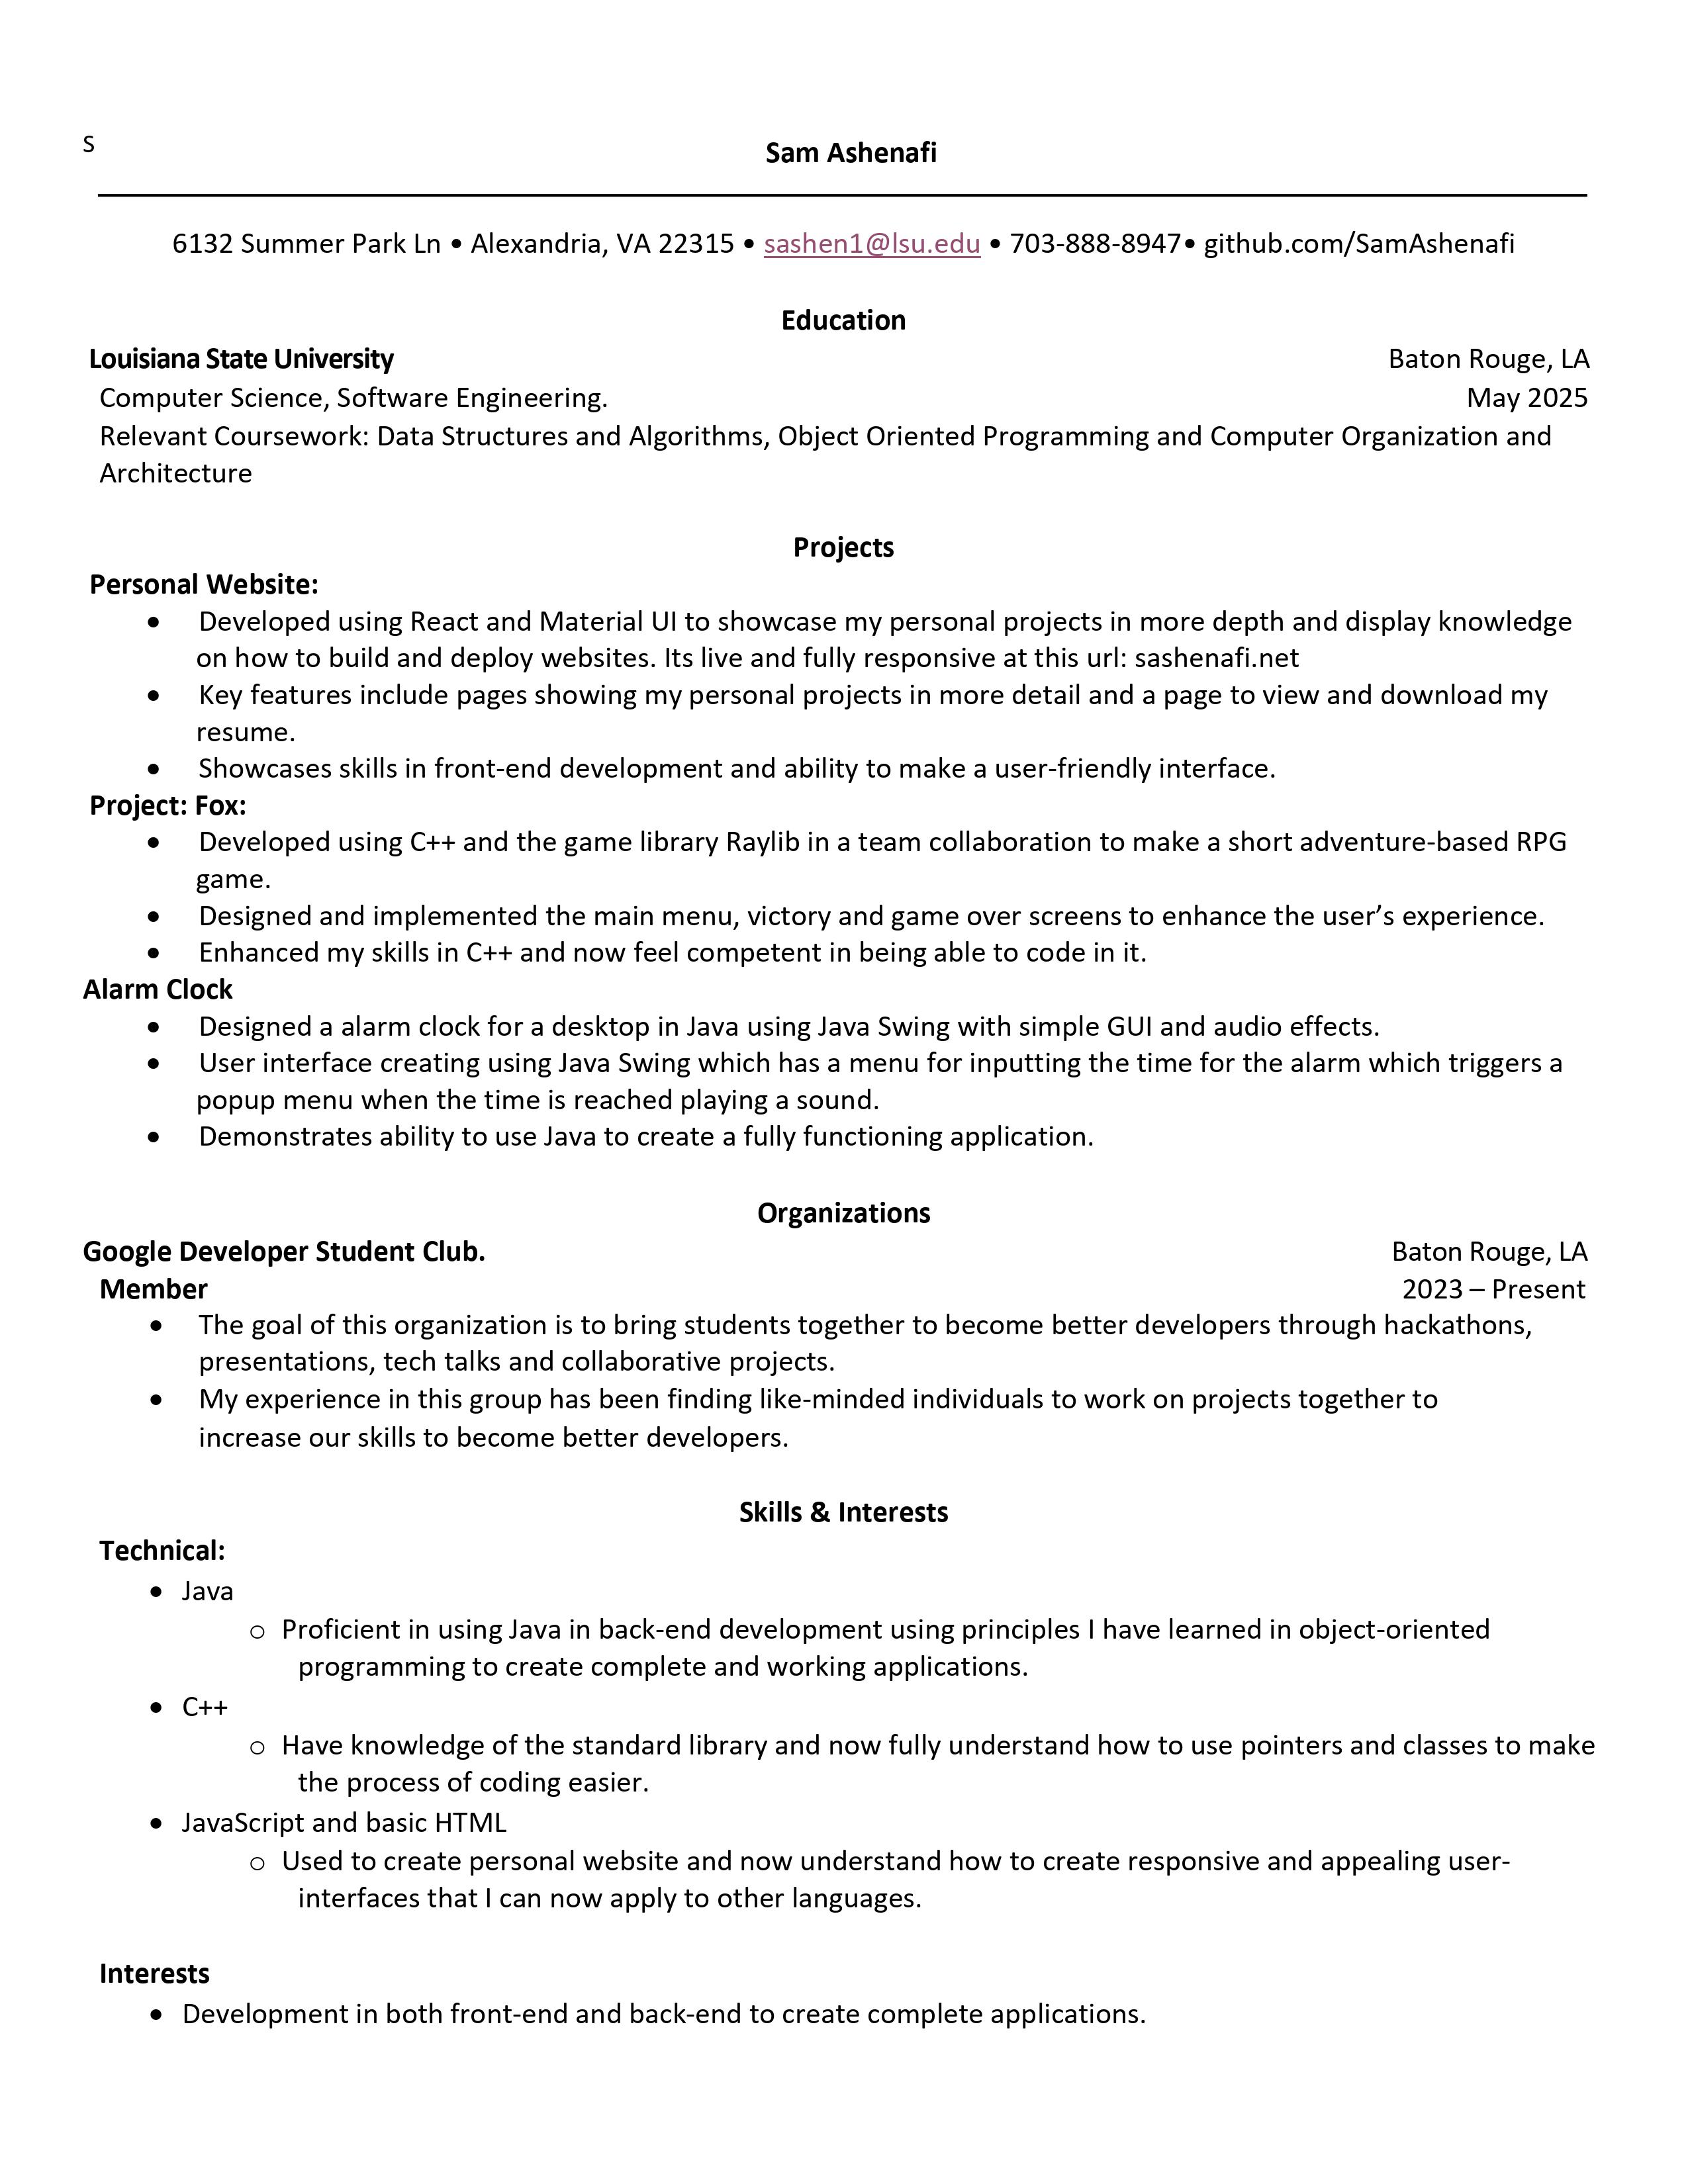 S
Sam Ashenafi
6132 Summer Park Ln • Alexandria, VA 22315 • sashen1@lsu.edu • 703-888-8947• github.com/SamAshenafi
Education
Louisiana State University Baton Rouge, LA
Computer Science, Software Engineering. May 2025
Relevant Coursework: Data Structures and Algorithms, Object Oriented Programming and Computer Organization and
Architecture
Projects
Personal Website:
• Developed using React and Material UI to showcase my personal projects in more depth and display knowledge
on how to build and deploy websites. Its live and fully responsive at this url: sashenafi.net
• Key features include pages showing my personal projects in more detail and a page to view and download my
resume.
• Showcases skills in front-end development and ability to make a user-friendly interface.
Project: Fox:
• Developed using C++ and the game library Raylib in a team collaboration to make a short adventure-based RPG
game.
• Designed and implemented the main menu, victory and game over screens to enhance the user’s experience.
• Enhanced my skills in C++ and now feel competent in being able to code in it.
Alarm Clock
• Designed a alarm clock for a desktop in Java using Java Swing with simple GUI and audio effects.
• User interface creating using Java Swing which has a menu for inputting the time for the alarm which triggers a
popup menu when the time is reached playing a sound.
• Demonstrates ability to use Java to create a fully functioning application.
Organizations
Google Developer Student Club. Baton Rouge, LA
Member 2023 – Present
• The goal of this organization is to bring students together to become better developers through hackathons,
presentations, tech talks and collaborative projects.
• My experience in this group has been finding like-minded individuals to work on projects together to
increase our skills to become better developers.
Skills & Interests
Technical:
• Java
o Proficient in using Java in back-end development using principles I have learned in object-oriented
programming to create complete and working applications.
• C++
o Have knowledge of the standard library and now fully understand how to use pointers and classes to make
the process of coding easier.
• JavaScript and basic HTML
o Used to create personal website and now understand how to create responsive and appealing user-
interfaces that I can now apply to other languages.
Interests
• Development in both front-end and back-end to create complete applications.